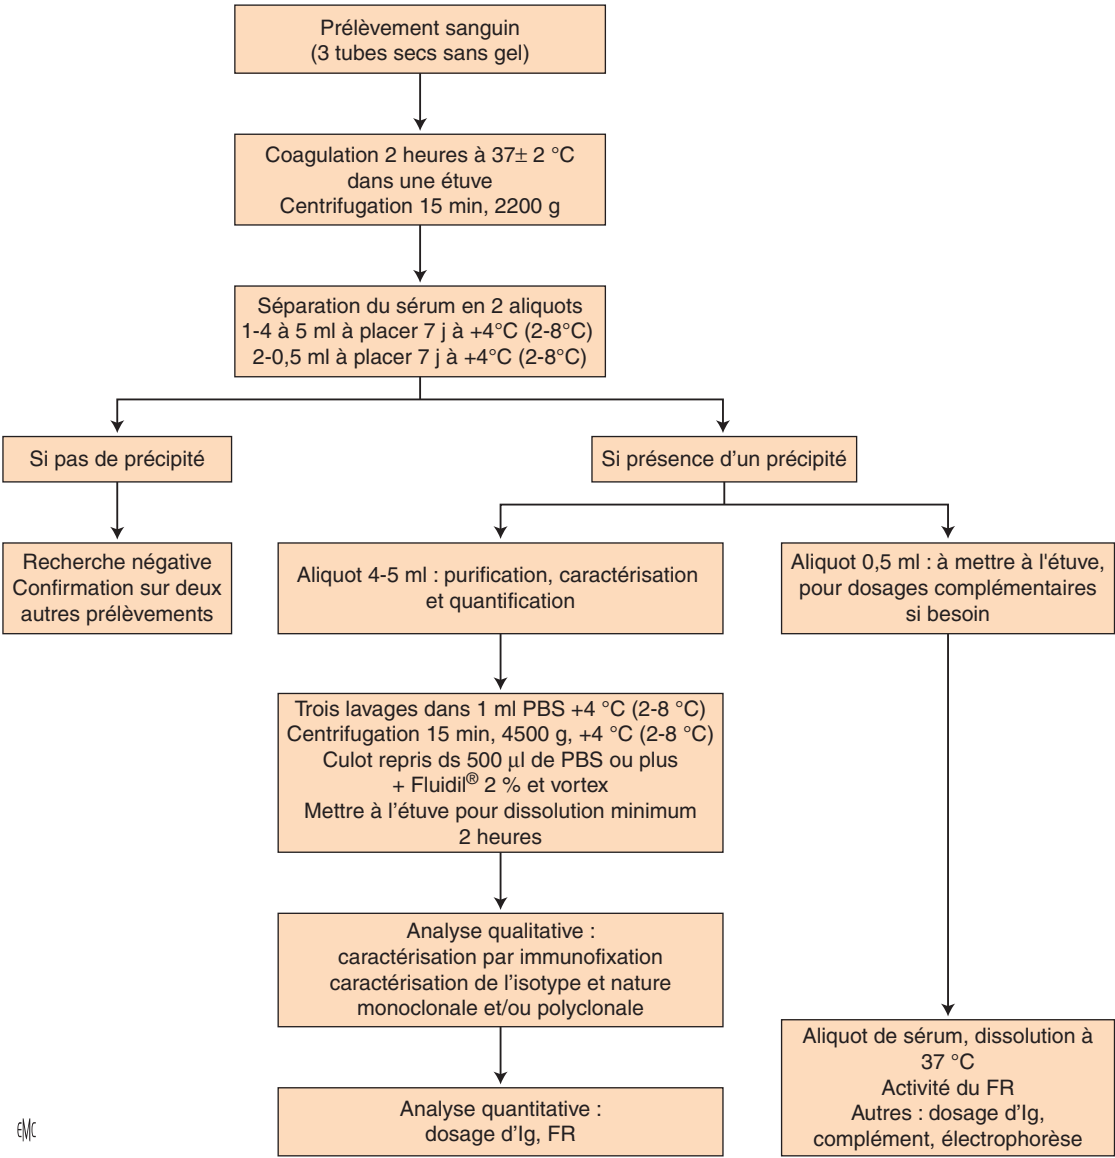 Prélèvement sanguin
(3 tubes secs sans gel)
Coagulation 2 heures à 37± 2 °C
dans une étuve
Centrifugation 15 min, 2200 g
Séparation du sérum en 2 aliquots
1-4 à 5 ml à placer 7 j à +4°C (2-8°C)
2-0,5 ml à placer 7 j à +4°C (2-8°C)
Si pas de précipité
Si présence d'un précipité
Recherche négative
Confirmation sur deux
autres prélèvements
Aliquot 4-5 ml : purification, caractérisation
et quantification
Aliquot 0,5 ml : à mettre à l'étuve,
pour dosages complémentaires
si besoin
Trois lavages dans 1 ml PBS +4 °C (2-8 °C)
Centrifugation 15 min, 4500 g, +4 °C (2-8 °C)
Culot repris ds 500 µl de PBS ou plus
+ Fluidil® 2 % et vortex
Mettre à l’étuve pour dissolution minimum
2 heures
Analyse qualitative :
caractérisation par immunofixation
caractérisation de l’isotype et nature
monoclonale et/ou polyclonale
Analyse quantitative :
dosage d’Ig, FR
Aliquot de sérum, dissolution à
37 °C
Activité du FR
Autres : dosage d’Ig,
complément, électrophorèse
EMC